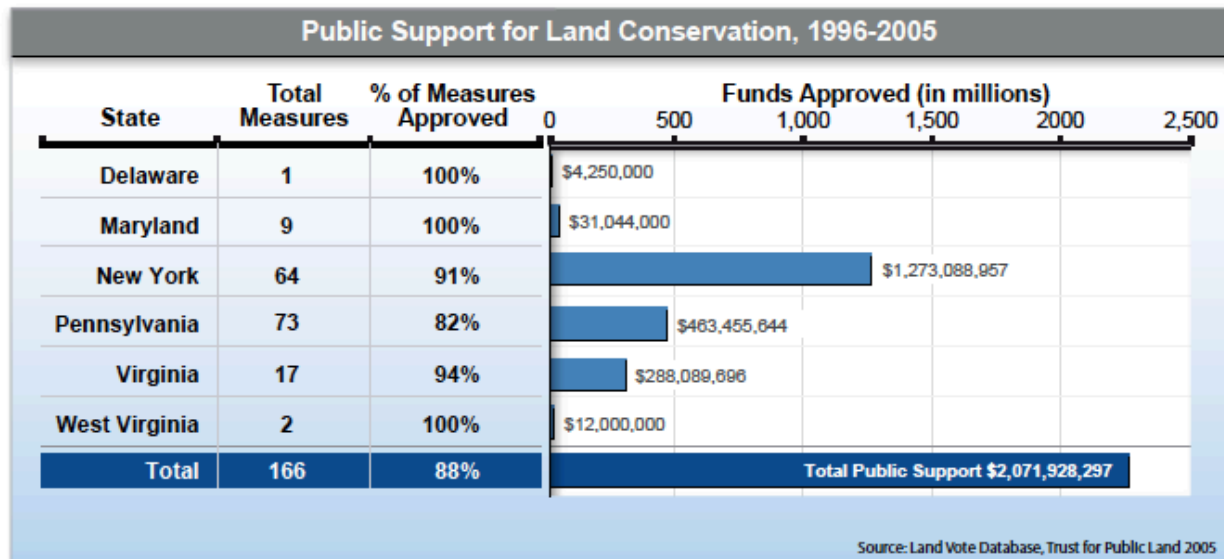 Public Support for Land Conservation, 1996-2005
State Total Measures % of Measures Approved Funds Approved (in millions)
0 500 1,000 1,500 2000 2,500
Delaware 1 100% $4,250,000
Maryland 9 100% $31,044,000
New York 64 91% $1,273,088,957
Pennsylvania 73 82% $463,455,644
Virginia 17 94% $288,089,696
West Virginia 2 100% $12,000,000
Total 166 88% Total Public Support $2,071,928,297
Source: Land Vote Database, Trust for Public Land 2005